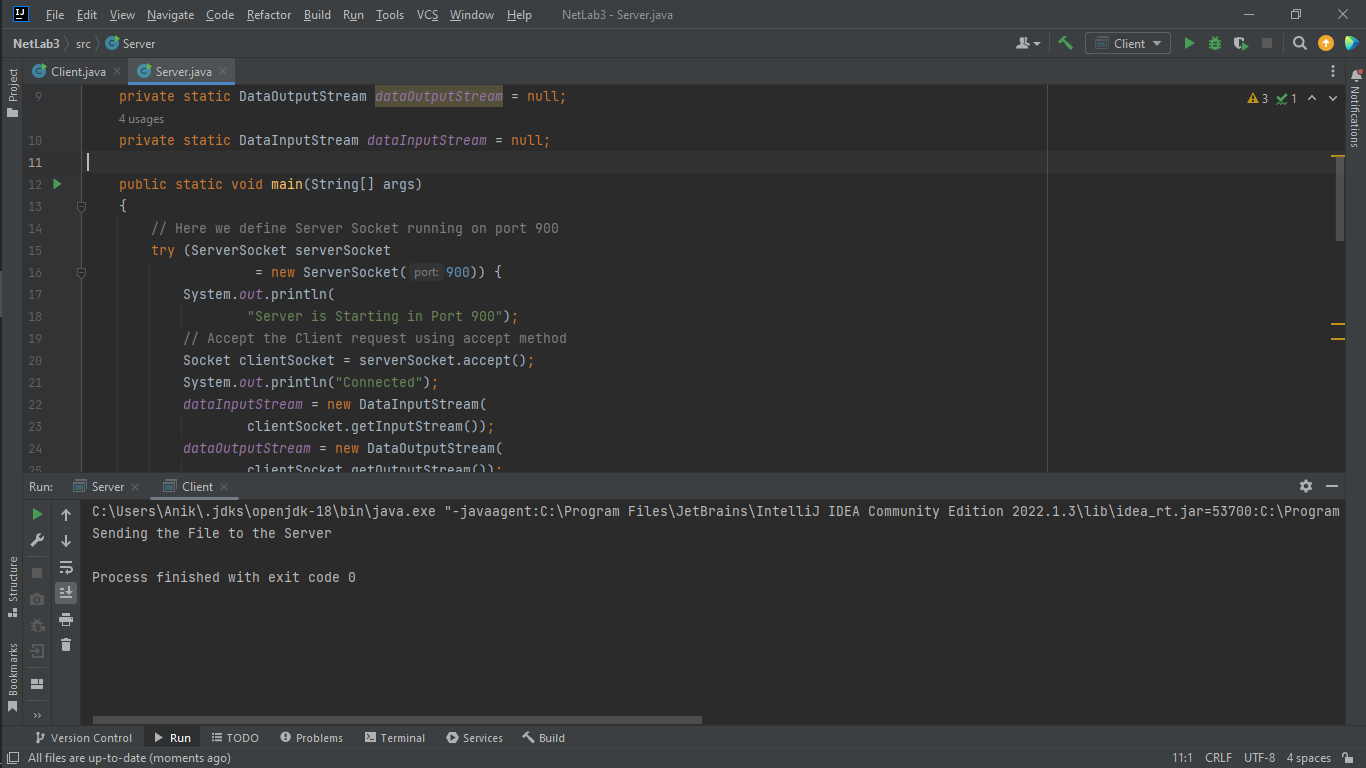 File Edit View Navigate Code Refactor Build Run Tools VCS Window Help NetLab3 - Server.java
NetLab3 src Server Client
Project
Client.java Server.java
Notifications
9 private static DataOutputStream dataOutputStream = null; 3 1
4 usages
10 private static DataInputStream dataInputStream = null;
11
12 public static void main(String[] args)
13 {
14 // Here we define Server Socket running on port 900
15 try (ServerSocket serverSocket
16 = new ServerSocket( port: 900)) {
17 System.out.println(
18 "Server is Starting in Port 900");
19 // Accept the Client request using accept method
20 Socket clientSocket = serverSocket.accept();
21 System.out.println("Connected");
22 dataInputStream = new DataInputStream(
23 clientSocket.getInputStream());
24 dataOutputStream = new DataOutputStream(
25 clientSocket.getOutputStream());
Run: Server Client
C:\Users\Anik\.jdks\openjdk-18\bin\java.exe "-javaagent:C:\Program Files\JetBrains\IntelliJ IDEA Community Edition 2022.1.3\lib\idea_rt.jar=53700:C:\Program
Sending the File to the Server
Process finished with exit code 0
Structure
Bookmarks
Version Control Run TODO Problems Terminal Services Build
All files are up-to-date (moments ago) 11:1 CRLF UTF-8 4 spaces